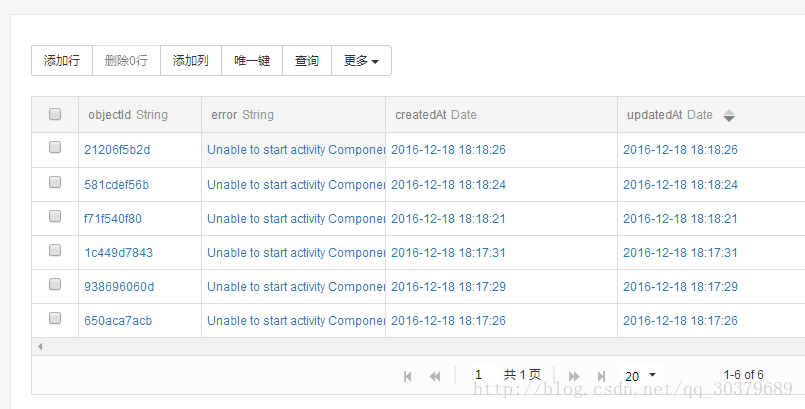 添加行 删除0行 添加列 唯一键 查询 更多
objectId String error String createdAt Date updatedAt Date
21206f5b2d Unable to start activity Componer 2016-12-18 18:18:26 2016-12-18 18:18:26
581cdef56b Unable to start activity Componer 2016-12-18 18:18:24 2016-12-18 18:18:24
f71f540f80 Unable to start activity Componer 2016-12-18 18:18:21 2016-12-18 18:18:21
1c449d7843 Unable to start activity Componer 2016-12-18 18:17:31 2016-12-18 18:17:31
938696060d Unable to start activity Componer 2016-12-18 18:17:29 2016-12-18 18:17:29
650aca7acb Unable to start activity Componer 2016-12-18 18:17:26 2016-12-18 18:17:26
1 共 1 页 20 1-6 of 6
http://blog.csdn.net/qq_30379689